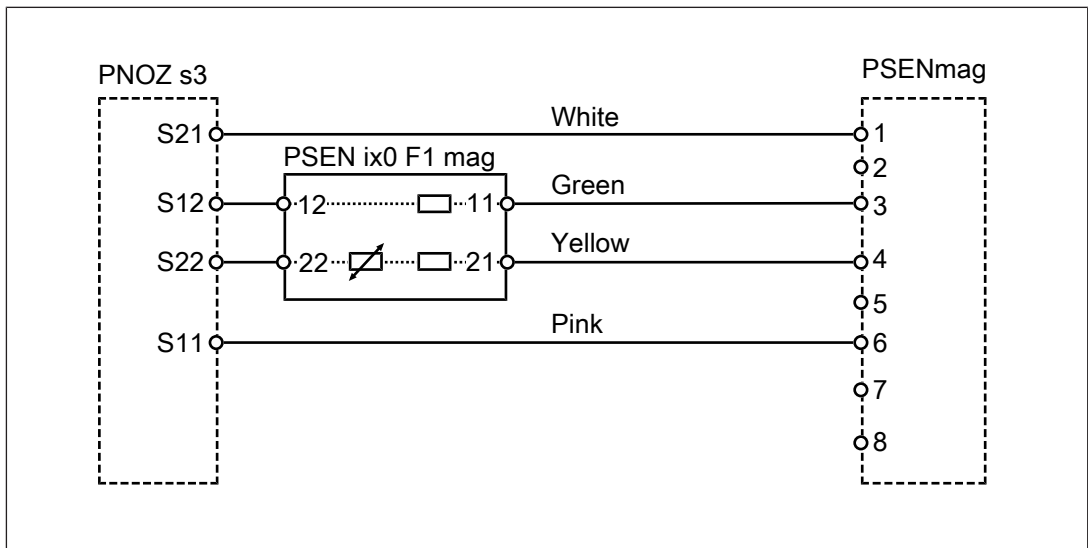 PNOZ s3
PSENmag
S21
White
1
2
PSEN ix0 F1 mag
S12
12
11
Green
3
S22
22
21
Yellow
4
5
S11
Pink
6
7
8